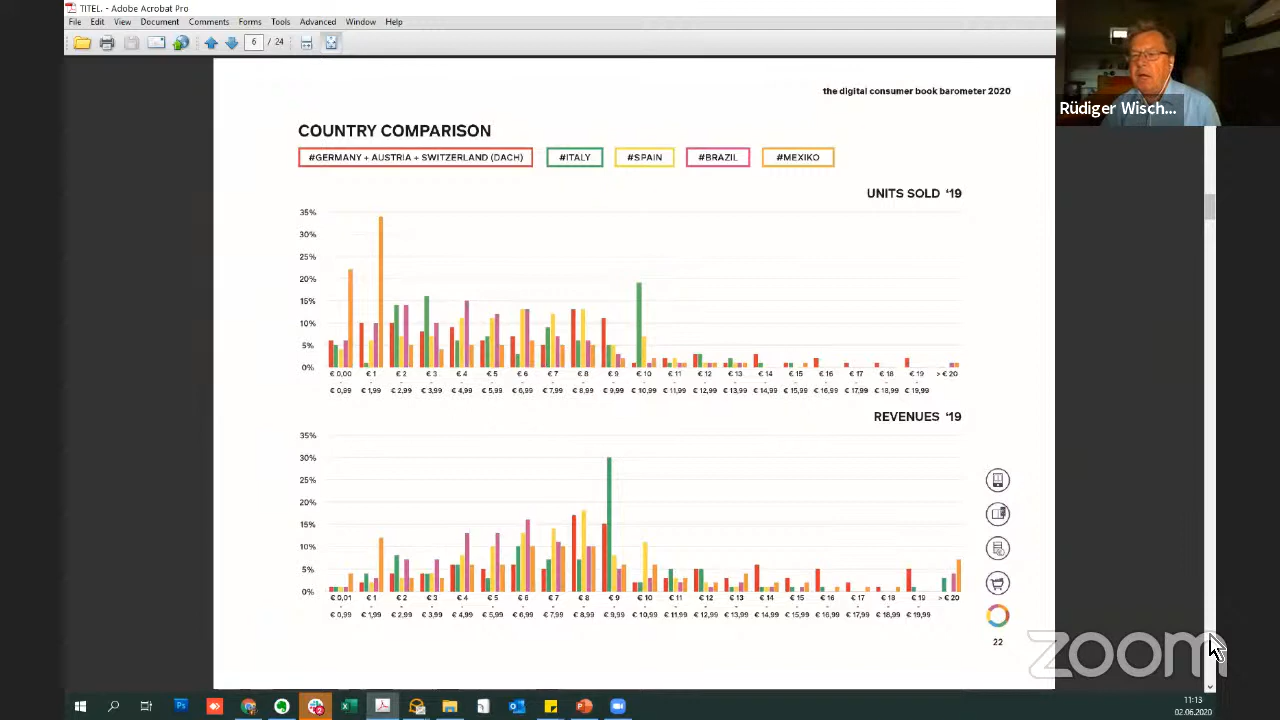 TITEL. - Adobe Acrobat Pro
File Edit View Document Comments Forms Tools Advanced Window Help
6 / 24
Rüdiger Wisch...
the digital consumer book barometer 2020
COUNTRY COMPARISON
#GERMANY + AUSTRIA + SWITZERLAND (DACH) #ITALY #SPAIN #BRAZIL #MEXIKO
UNITS SOLD '19
35%
30%
25%
20%
15%
10%
5%
0%
€ 0,00 € 1 € 2 € 3 € 4 € 5 € 6 € 7 € 8 € 9 € 10 € 11 € 12 € 13 € 14 € 15 € 16 € 17 € 18 € 19 > € 20
- - - - - - - - - - - - - - - - - - - -
€ 0,99 € 1,99 € 2,99 € 3,99 € 4,99 € 5,99 € 6,99 € 7,99 € 8,99 € 9,99 € 10,99 € 11,99 € 12,99 € 13,99 € 14,99 € 15,99 € 16,99 € 17,99 € 18,99 € 19,99
REVENUES '19
35%
30%
25%
20%
15%
10%
5%
0%
€ 0,01 € 1 € 2 € 3 € 4 € 5 € 6 € 7 € 8 € 9 € 10 € 11 € 12 € 13 € 14 € 15 € 16 € 17 € 18 € 19 > € 20
- - - - - - - - - - - - - - - - - - - -
€ 0,99 € 1,99 € 2,99 € 3,99 € 4,99 € 5,99 € 6,99 € 7,99 € 8,99 € 9,99 € 10,99 € 11,99 € 12,99 € 13,99 € 14,99 € 15,99 € 16,99 € 17,99 € 18,99 € 19,99
22
zoom
Ps
11:13
02.06.2020